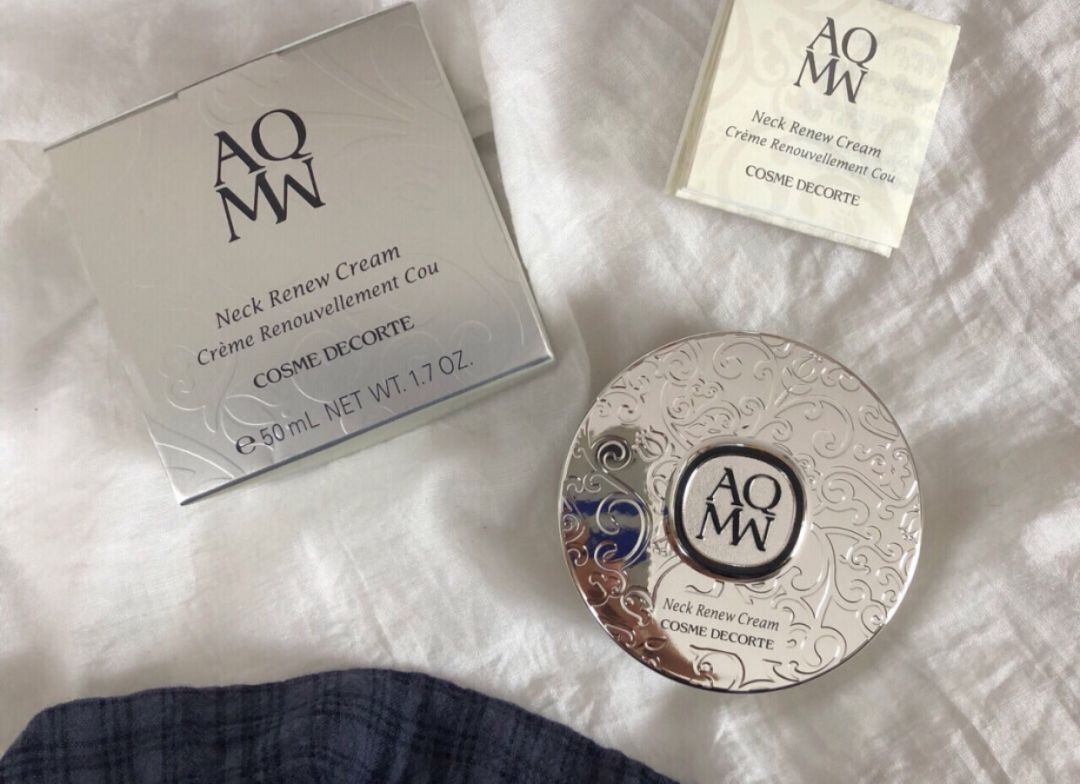 AQ
MW
Neck Renew Cream
Crème Renouvellement Cou
COSME DECORTE
℮ 50 mL NET WT. 1.7 OZ.
AQ
MW
Neck Renew Cream
Crème Renouvellement Cou
COSME DECORTE
AQ
MW
Neck Renew Cream
COSME DECORTE